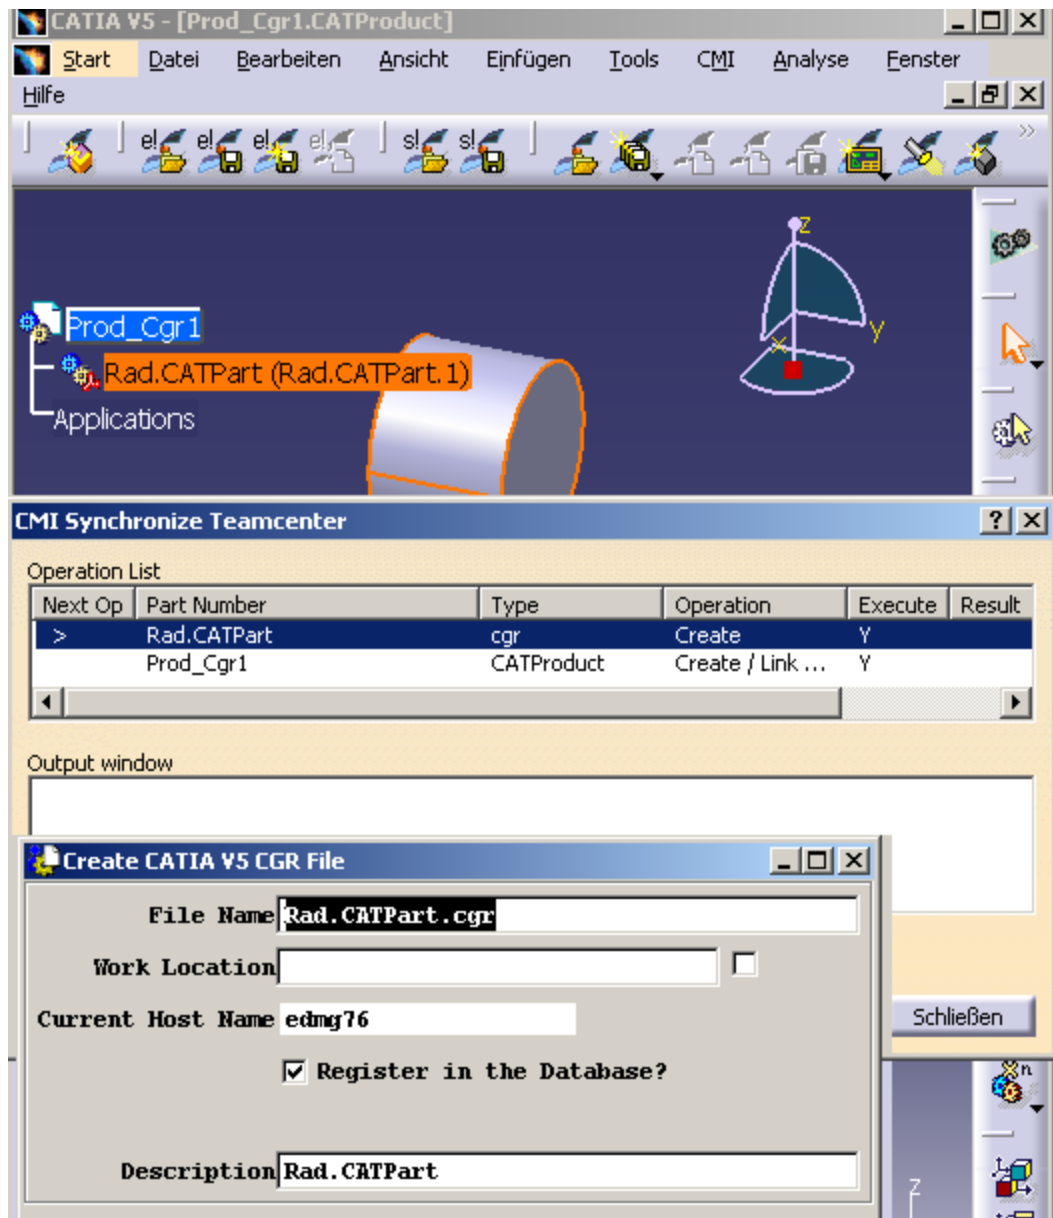 CATIA V5 - [Prod_Cgr1.CATProduct]
Start Datei Bearbeiten Ansicht Einfügen Tools CMI Analyse Fenster
Hilfe
e! e! e! e! s! s! »
z
y
x
Prod_Cgr1
Rad.CATPart (Rad.CATPart.1)
Applications
CMI Synchronize Teamcenter
Operation List
Next Op Part Number Type Operation Execute Result
> Rad.CATPart cgr Create Y
Prod_Cgr1 CATProduct Create / Link ... Y
Output window
Create CATIA V5 CGR File
File Name Rad.CATPart.cgr
Work Location
Current Host Name edmg76
Schließen
Register in the Database?
Description Rad.CATPart
z